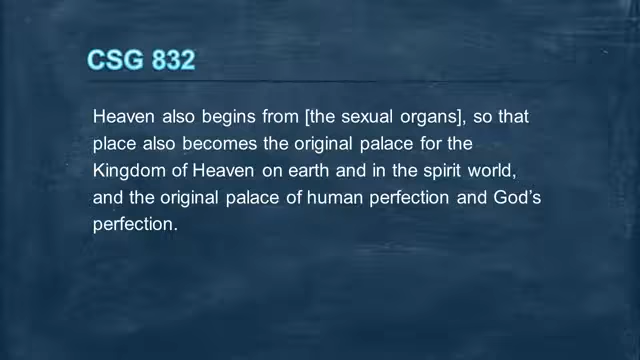 CSG 832
Heaven also begins from [the sexual organs], so that
place also becomes the original palace for the
Kingdom of Heaven on earth and in the spirit world,
and the original palace of human perfection and God's
perfection.